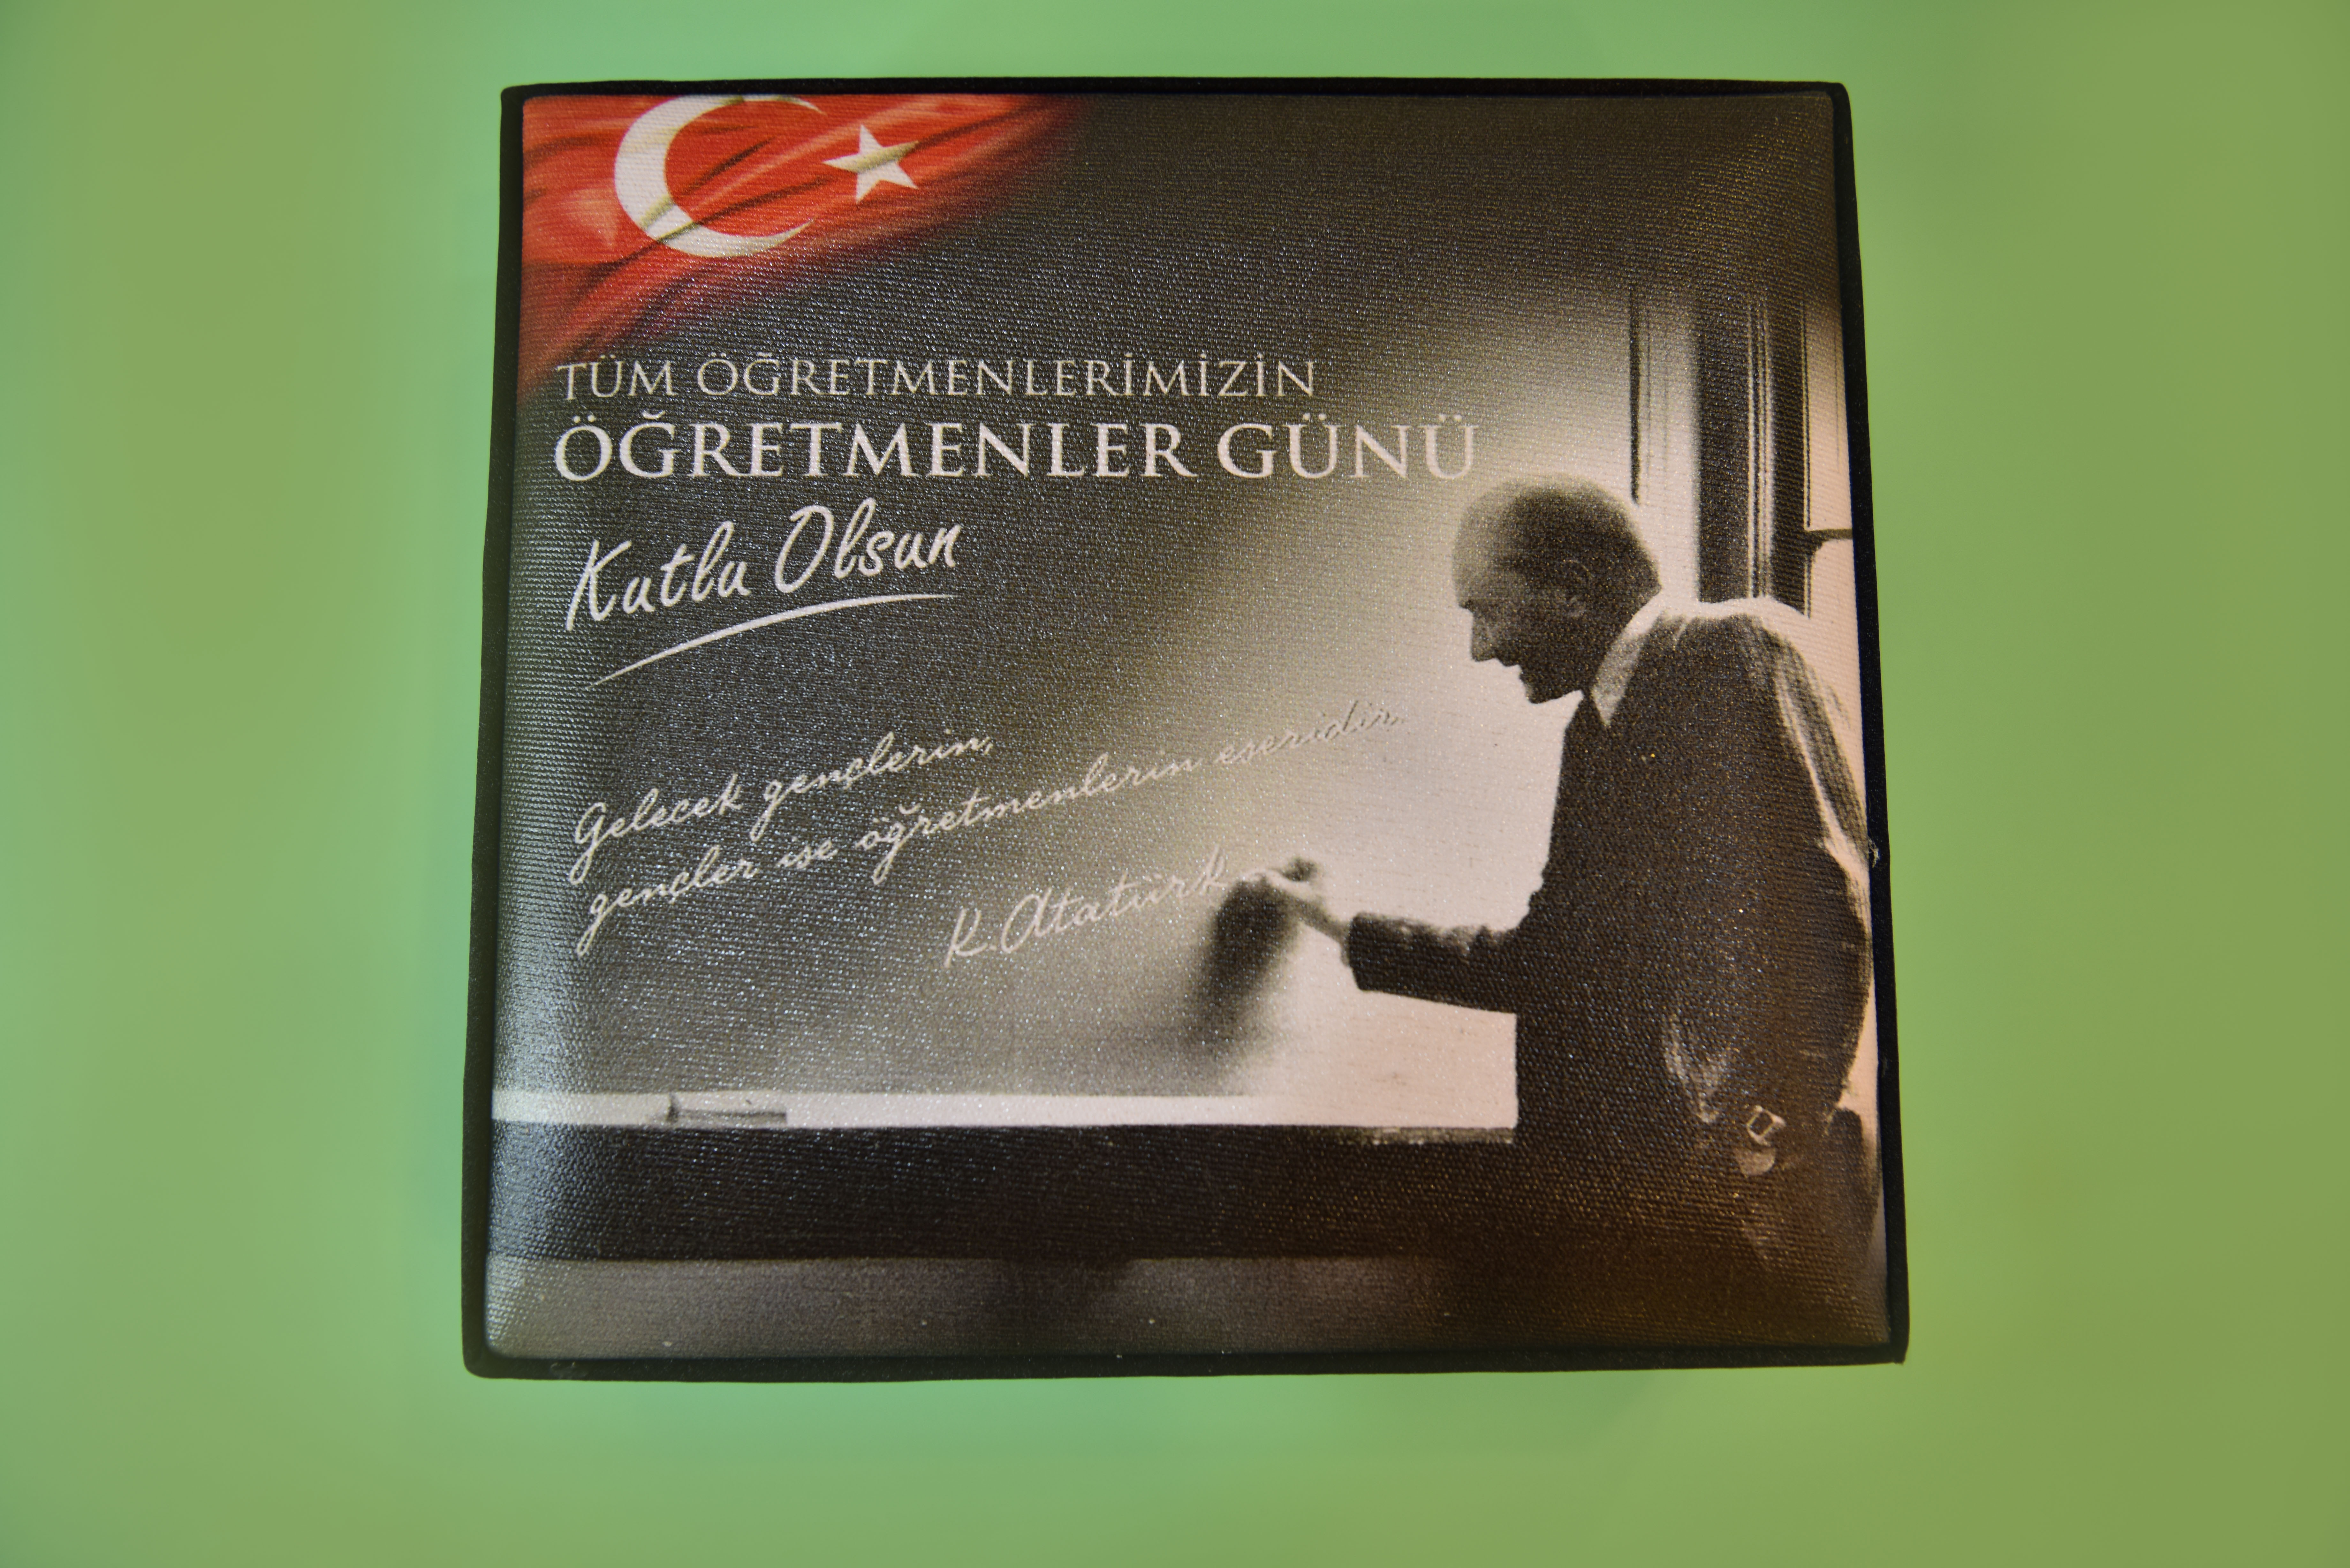 TÜM ÖĞRETMENLERİMİZİN
ÖĞRETMENLER GÜNÜ
Kutlu Olsun
Gelecek gençlerin,
gençler ise öğretmenlerin eseridir.
K. Atatürk